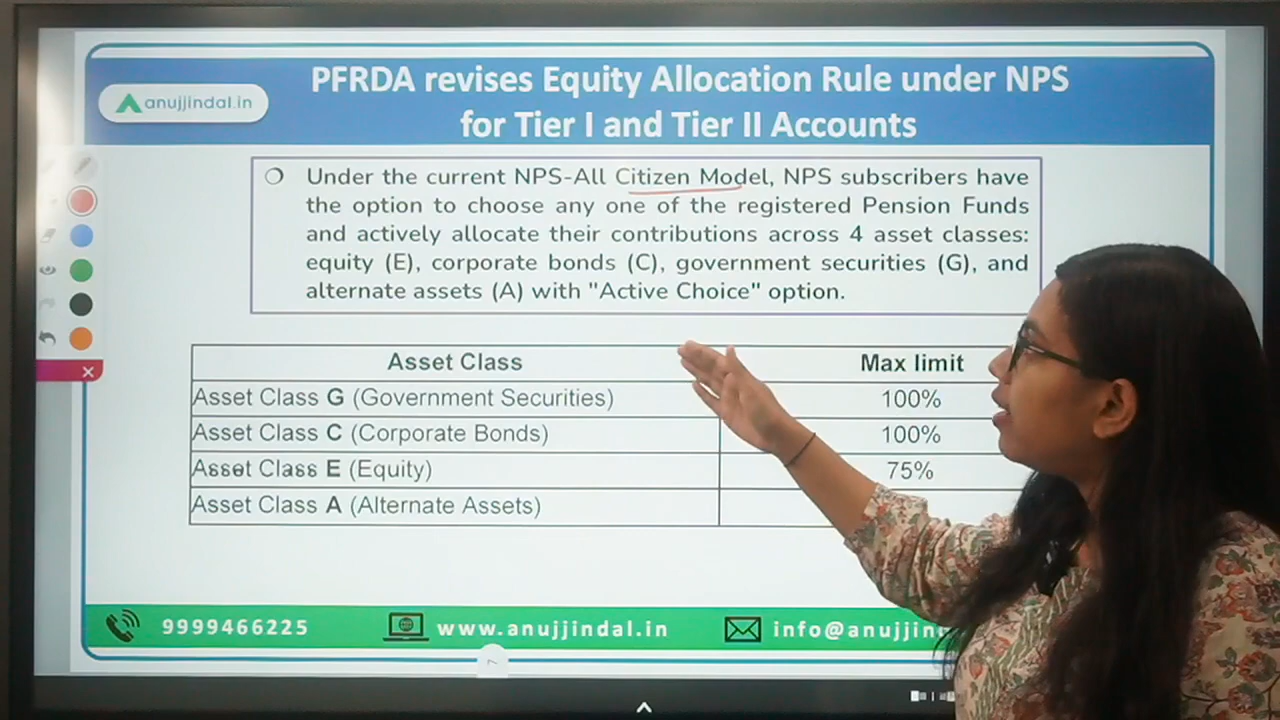 PFRDA revises Equity Allocation Rule under NPS
for Tier I and Tier II Accounts
anujjindal.in
Under the current NPS-All Citizen Model, NPS subscribers have
the option to choose any one of the registered Pension Funds
and actively allocate their contributions across 4 asset classes:
equity (E), corporate bonds (C), government securities (G), and
alternate assets (A) with "Active Choice" option.
Asset Class Max limit
Asset Class G (Government Securities) 100%
Asset Class C (Corporate Bonds) 100%
Asset Class E (Equity) 75%
Asset Class A (Alternate Assets)
9999466225 www.anujjindal.in info@anujjin